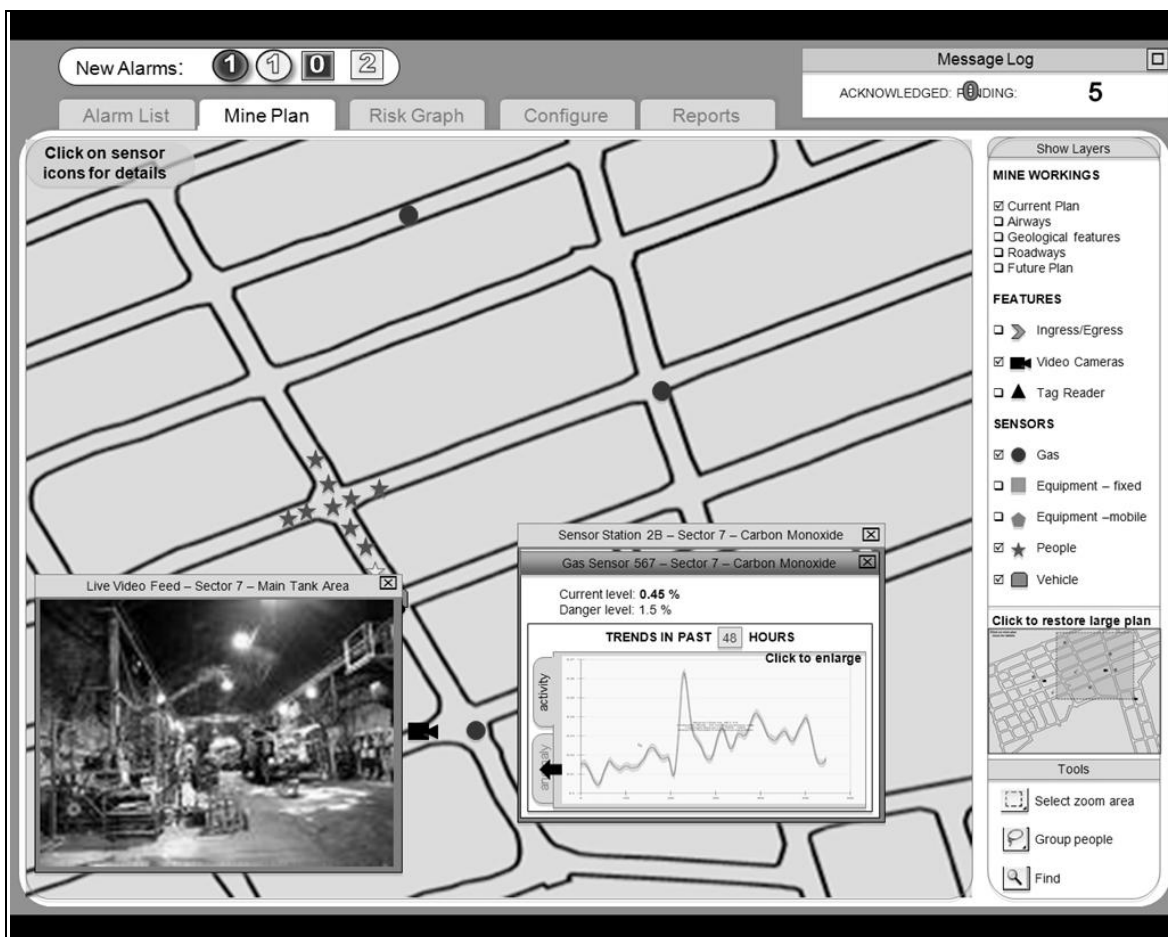 New Alarms:
1 1 0 2
Message Log
ACKNOWLEDGED: 0 PENDING: 5
Alarm List
Mine Plan
Risk Graph
Configure
Reports
Click on sensor
icons for details
Show Layers
MINE WORKINGS
Current Plan
Airways
Geological features
Roadways
Future Plan
FEATURES
Ingress/Egress
Video Cameras
Tag Reader
SENSORS
Gas
Equipment – fixed
Equipment –mobile
People
Vehicle
Sensor Station 2B – Sector 7 – Carbon Monoxide
Gas Sensor 567 – Sector 7 – Carbon Monoxide
Current level: 0.45 %
Danger level: 1.5 %
TRENDS IN PAST 48 HOURS
Click to enlarge
activity
anomaly
Live Video Feed – Sector 7 – Main Tank Area
Click to restore large plan
Tools
Select zoom area
Group people
Find